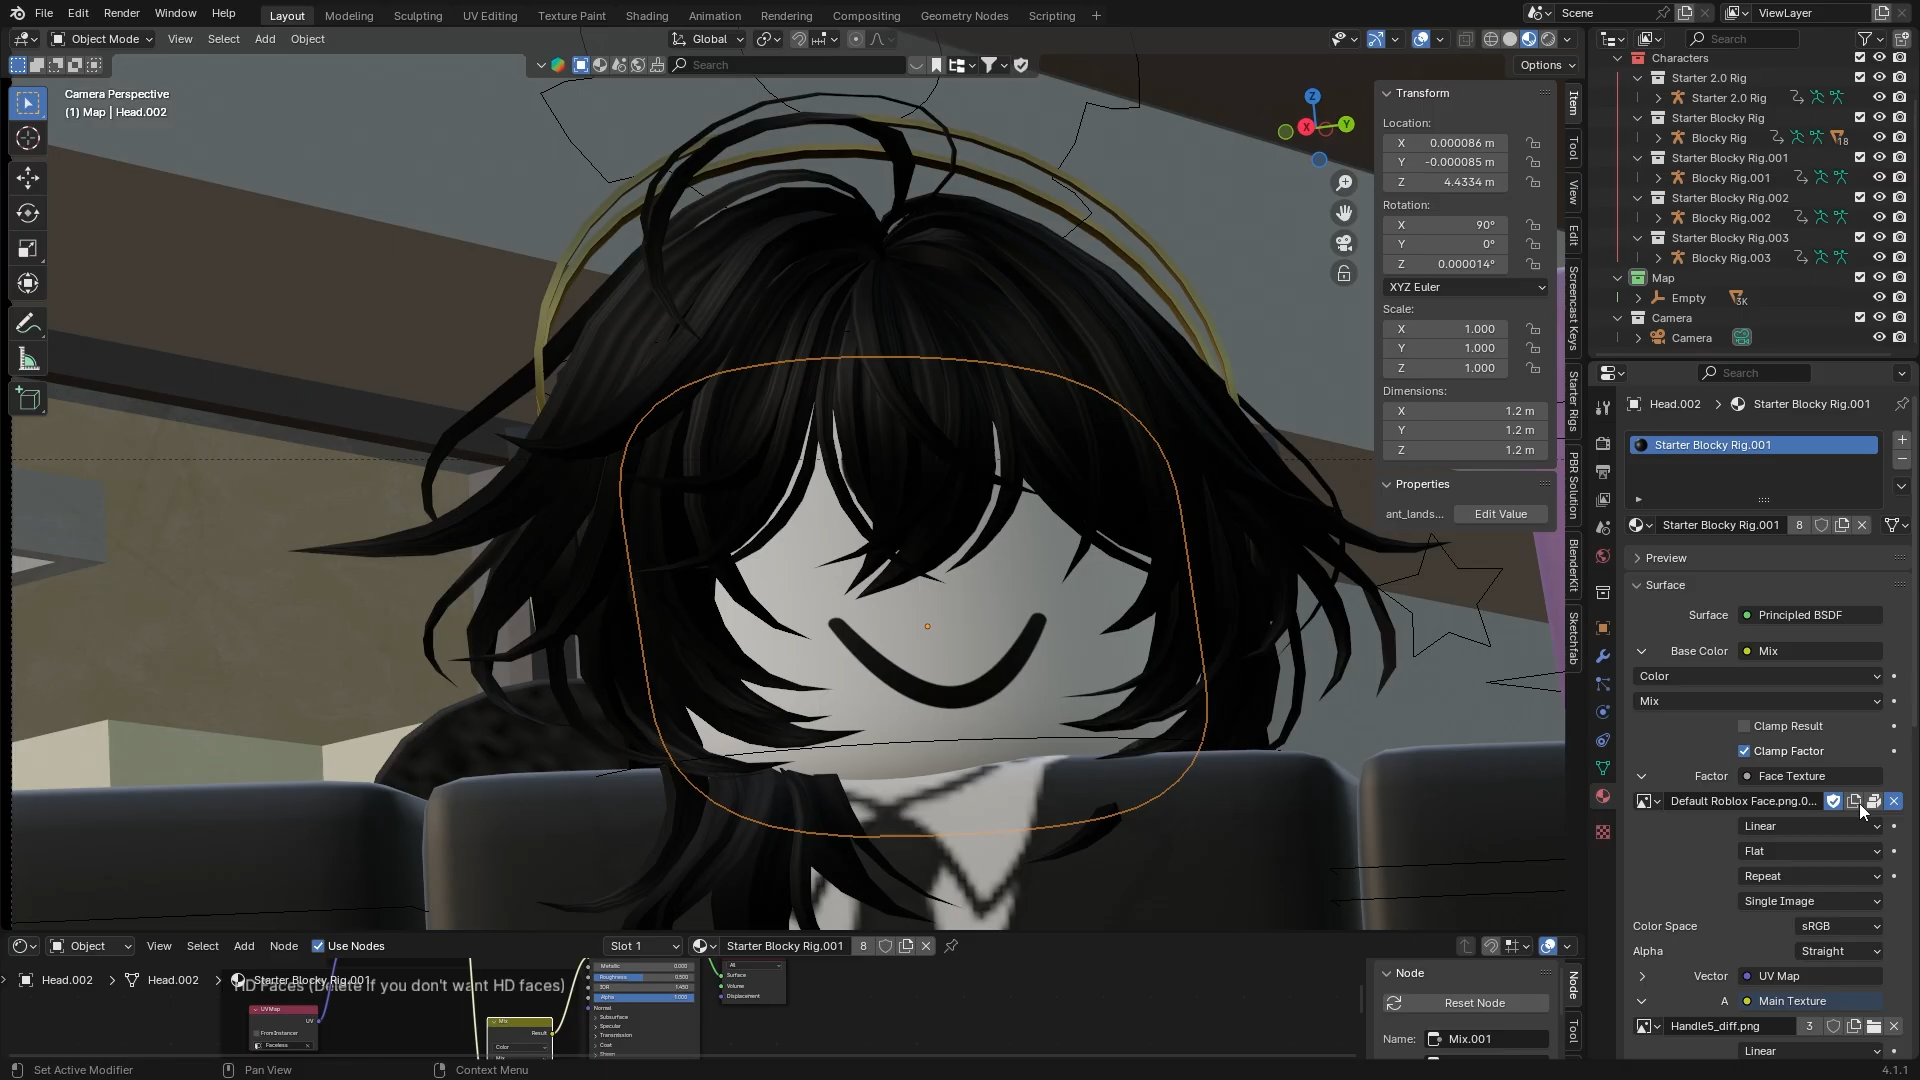 File Edit Render Window Help Layout Modeling Sculpting UV Editing Texture Paint Shading Animation Rendering Compositing Geometry Nodes Scripting Scene ViewLayer
Object Mode View Select Add Object Global Search
Search Options
Camera Perspective
(1) Map | Head.002
Z
Y
X
Transform
Location:
X 0.000086 m
Y -0.000085 m
Z 4.4334 m
Rotation:
X 90°
Y 0°
Z 0.000014°
XYZ Euler
Scale:
X 1.000
Y 1.000
Z 1.000
Dimensions:
X 1.2 m
Y 1.2 m
Z 1.2 m
Properties
ant_lands... Edit Value
Item
Tool
View
Edit
Screencast Keys
Starter Rigs
PBR Solution
BlenderKit
Sketchfab
Characters
Starter 2.0 Rig
Starter 2.0 Rig
Starter Blocky Rig
Blocky Rig 18
Starter Blocky Rig.001
Blocky Rig.001
Starter Blocky Rig.002
Blocky Rig.002
Starter Blocky Rig.003
Blocky Rig.003
Map
Empty 3K
Camera
Camera
Search
Head.002 Starter Blocky Rig.001
Starter Blocky Rig.001
Starter Blocky Rig.001 8
Preview
Surface
Surface Principled BSDF
Base Color Mix
Color
Mix
Clamp Result
Clamp Factor
Factor Face Texture
Default Roblox Face.png.0...
Linear
Flat
Repeat
Single Image
Color Space sRGB
Alpha Straight
Vector UV Map
A Main Texture
Handle5_diff.png 3
Linear
Object View Select Add Node Use Nodes Slot 1 Starter Blocky Rig.001 8
Head.002 Head.002 Starter Blocky Rig.001
HD Faces (Delete if you don't want HD faces)
UVMap
UV
From Instancer
Faceless
Mix
Result
Color
Mix
Metallic 0.000
Roughness 0.500
IOR 1.450
Alpha 1.000
Normal
Subsurface
Specular
Transmission
Coat
Sheen
All
Surface
Volume
Displacement
Node
Reset Node
Name: Mix.001
Node
Tool
Set Active Modifier Pan View Context Menu 4.1.1